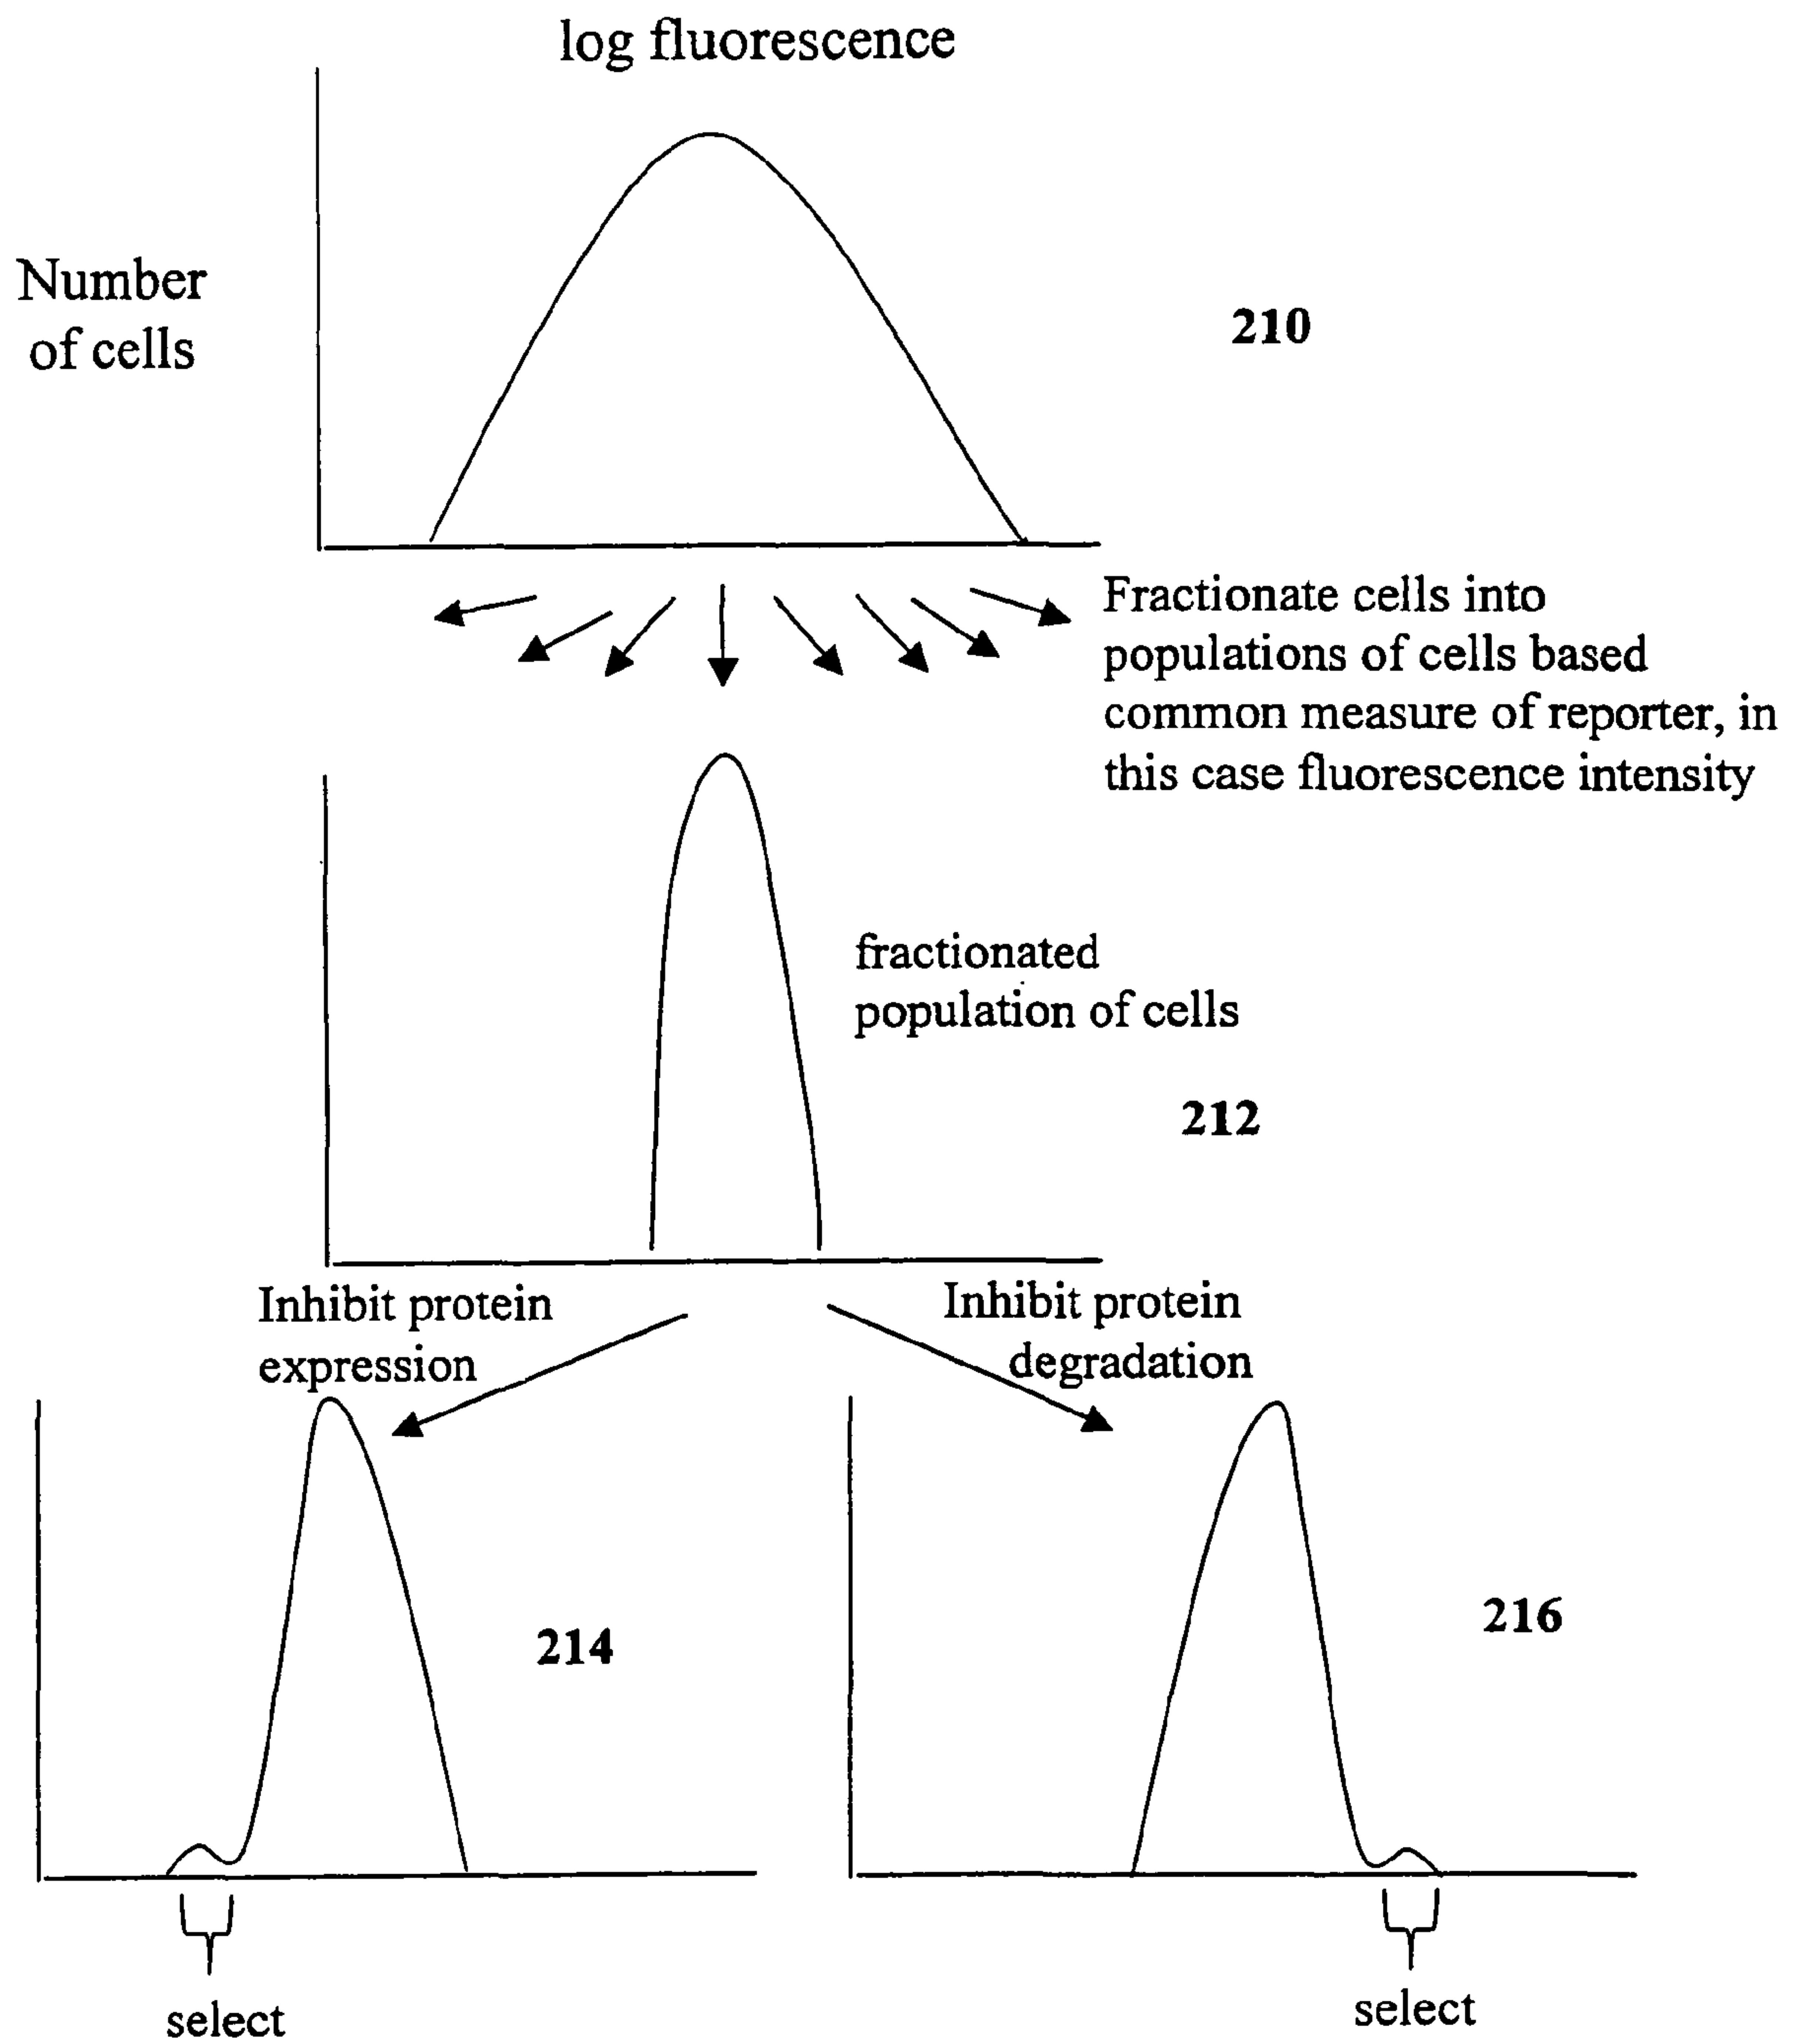 log fluorescence
Number
of cells
210
Fractionate cells into
populations of cells based
common measure of reporter, in
this case fluorescence intensity
fractionated
population of cells
212
Inhibit protein
expression
Inhibit protein
degradation
214
216
select
select